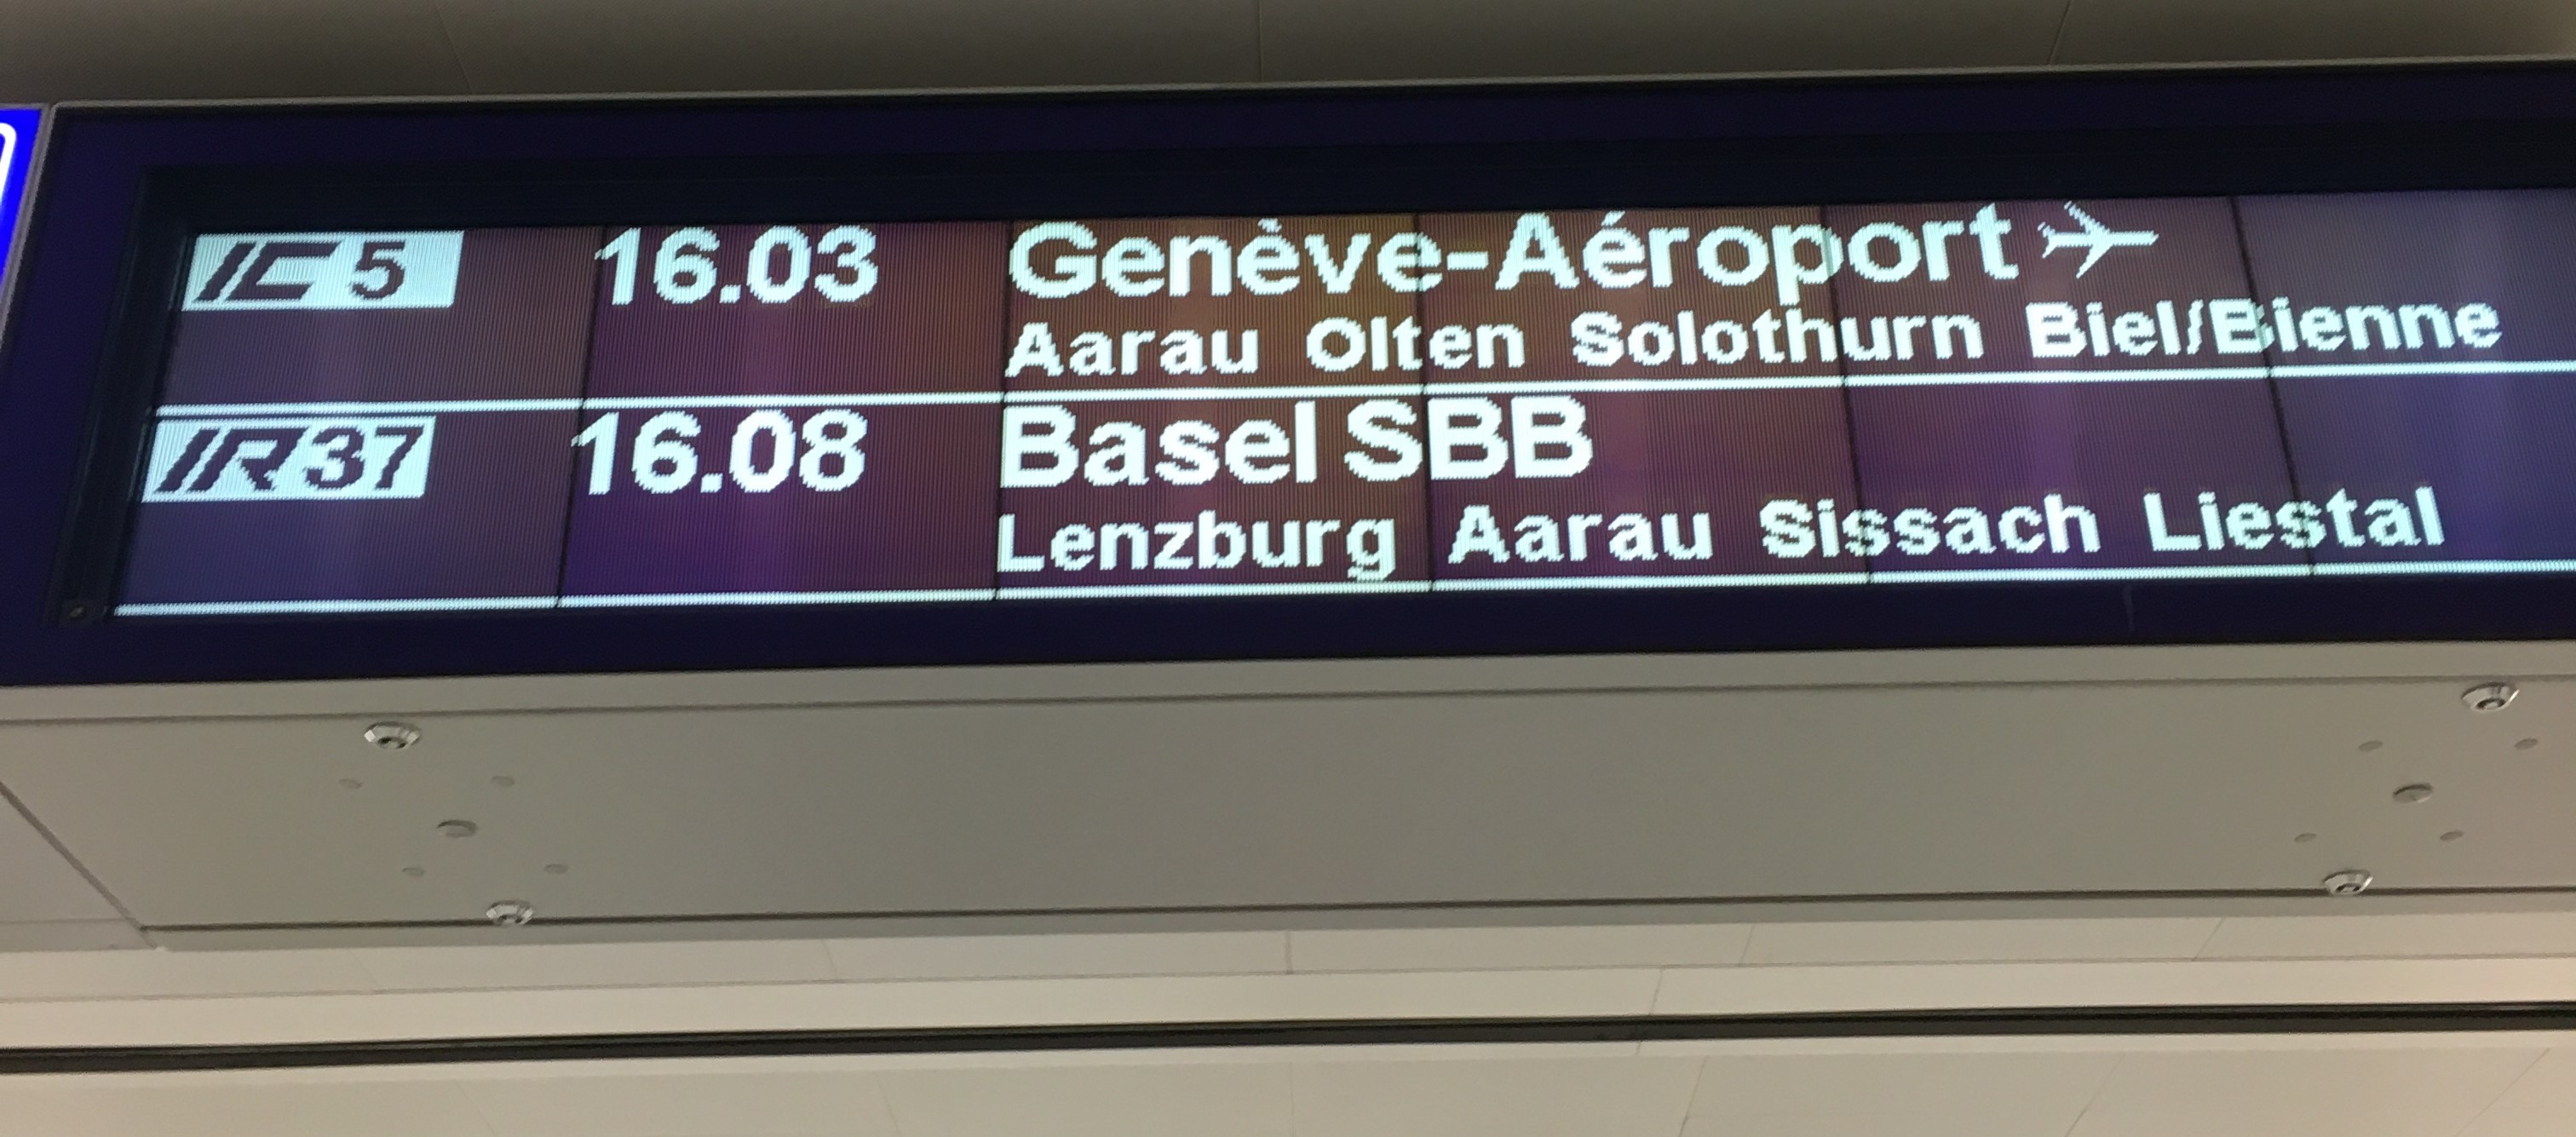 IC 5 16.03 Genève-Aéroport
Aarau Olten Solothurn Biel/Bienne
IR 37 16.08 Basel SBB
Lenzburg Aarau Sissach Liestal